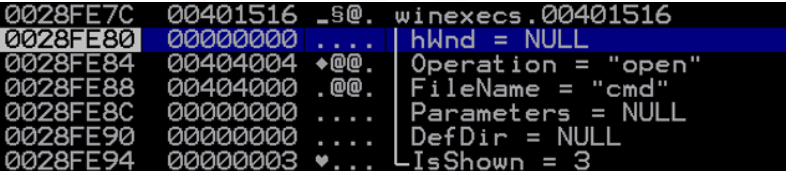 0028FE7C 00401516 _§@. winexecs.00401516
0028FE80 00000000 .... hWnd = NULL
0028FE84 00404004 ♦@@. Operation = "open"
0028FE88 00404000 .@@. FileName = "cmd"
0028FE8C 00000000 .... Parameters = NULL
0028FE90 00000000 .... DefDir = NULL
0028FE94 00000003 ♥... IsShown = 3